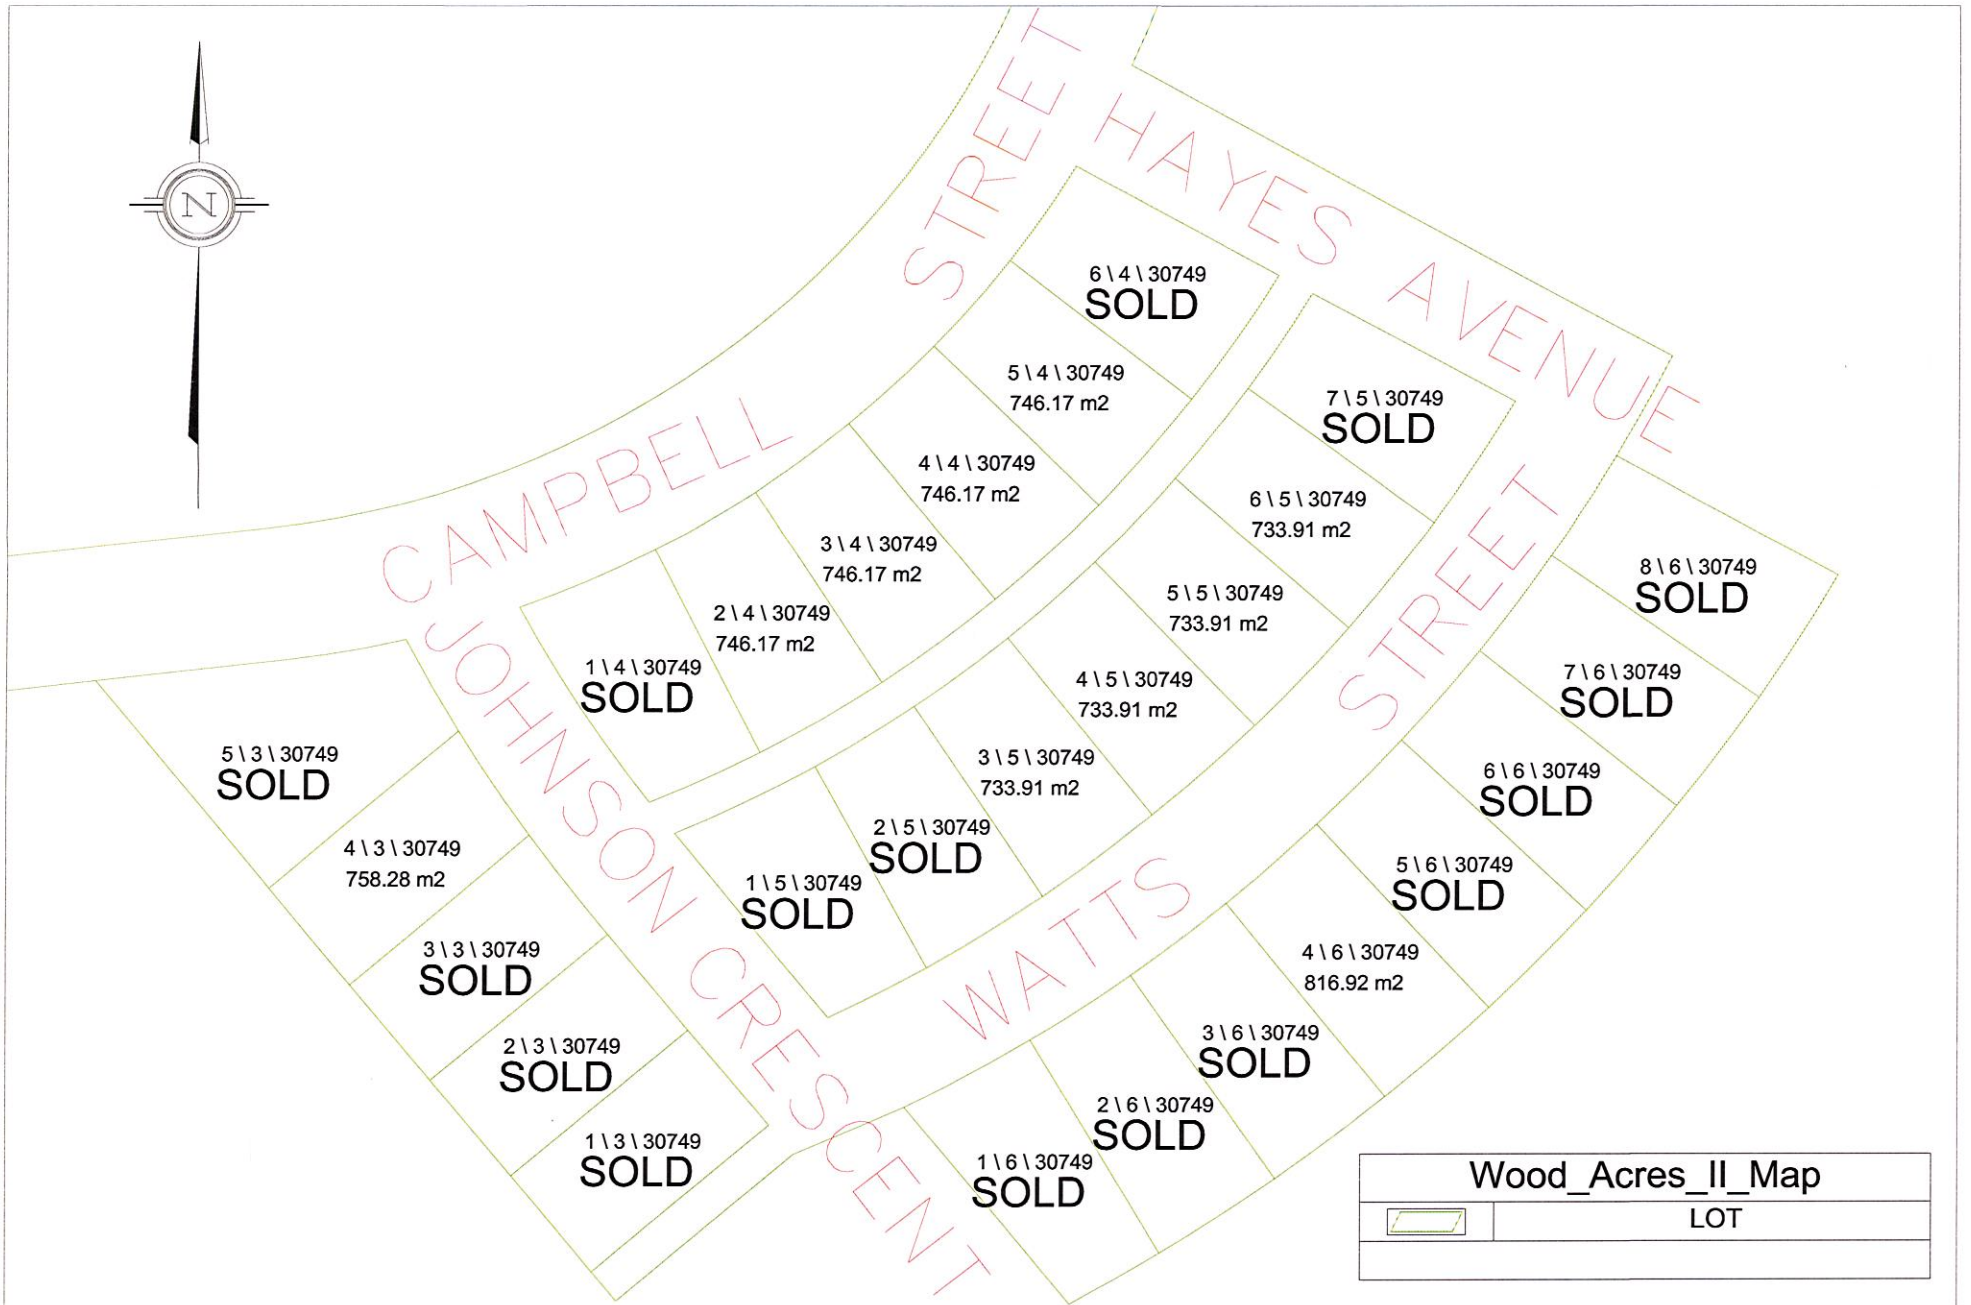 N
CAMPBELL STREET
HAYES AVENUE
JOHNSON CRESCENT
WATTS STREET
6 \ 4 \ 30749
SOLD
5 \ 4 \ 30749
746.17 m2
4 \ 4 \ 30749
746.17 m2
3 \ 4 \ 30749
746.17 m2
2 \ 4 \ 30749
746.17 m2
1 \ 4 \ 30749
SOLD
7 \ 5 \ 30749
SOLD
6 \ 5 \ 30749
733.91 m2
5 \ 5 \ 30749
733.91 m2
4 \ 5 \ 30749
733.91 m2
3 \ 5 \ 30749
733.91 m2
2 \ 5 \ 30749
SOLD
1 \ 5 \ 30749
SOLD
8 \ 6 \ 30749
SOLD
7 \ 6 \ 30749
SOLD
6 \ 6 \ 30749
SOLD
5 \ 6 \ 30749
SOLD
4 \ 6 \ 30749
816.92 m2
3 \ 6 \ 30749
SOLD
2 \ 6 \ 30749
SOLD
1 \ 6 \ 30749
SOLD
5 \ 3 \ 30749
SOLD
4 \ 3 \ 30749
758.28 m2
3 \ 3 \ 30749
SOLD
2 \ 3 \ 30749
SOLD
1 \ 3 \ 30749
SOLD
Wood_Acres_II_Map
LOT